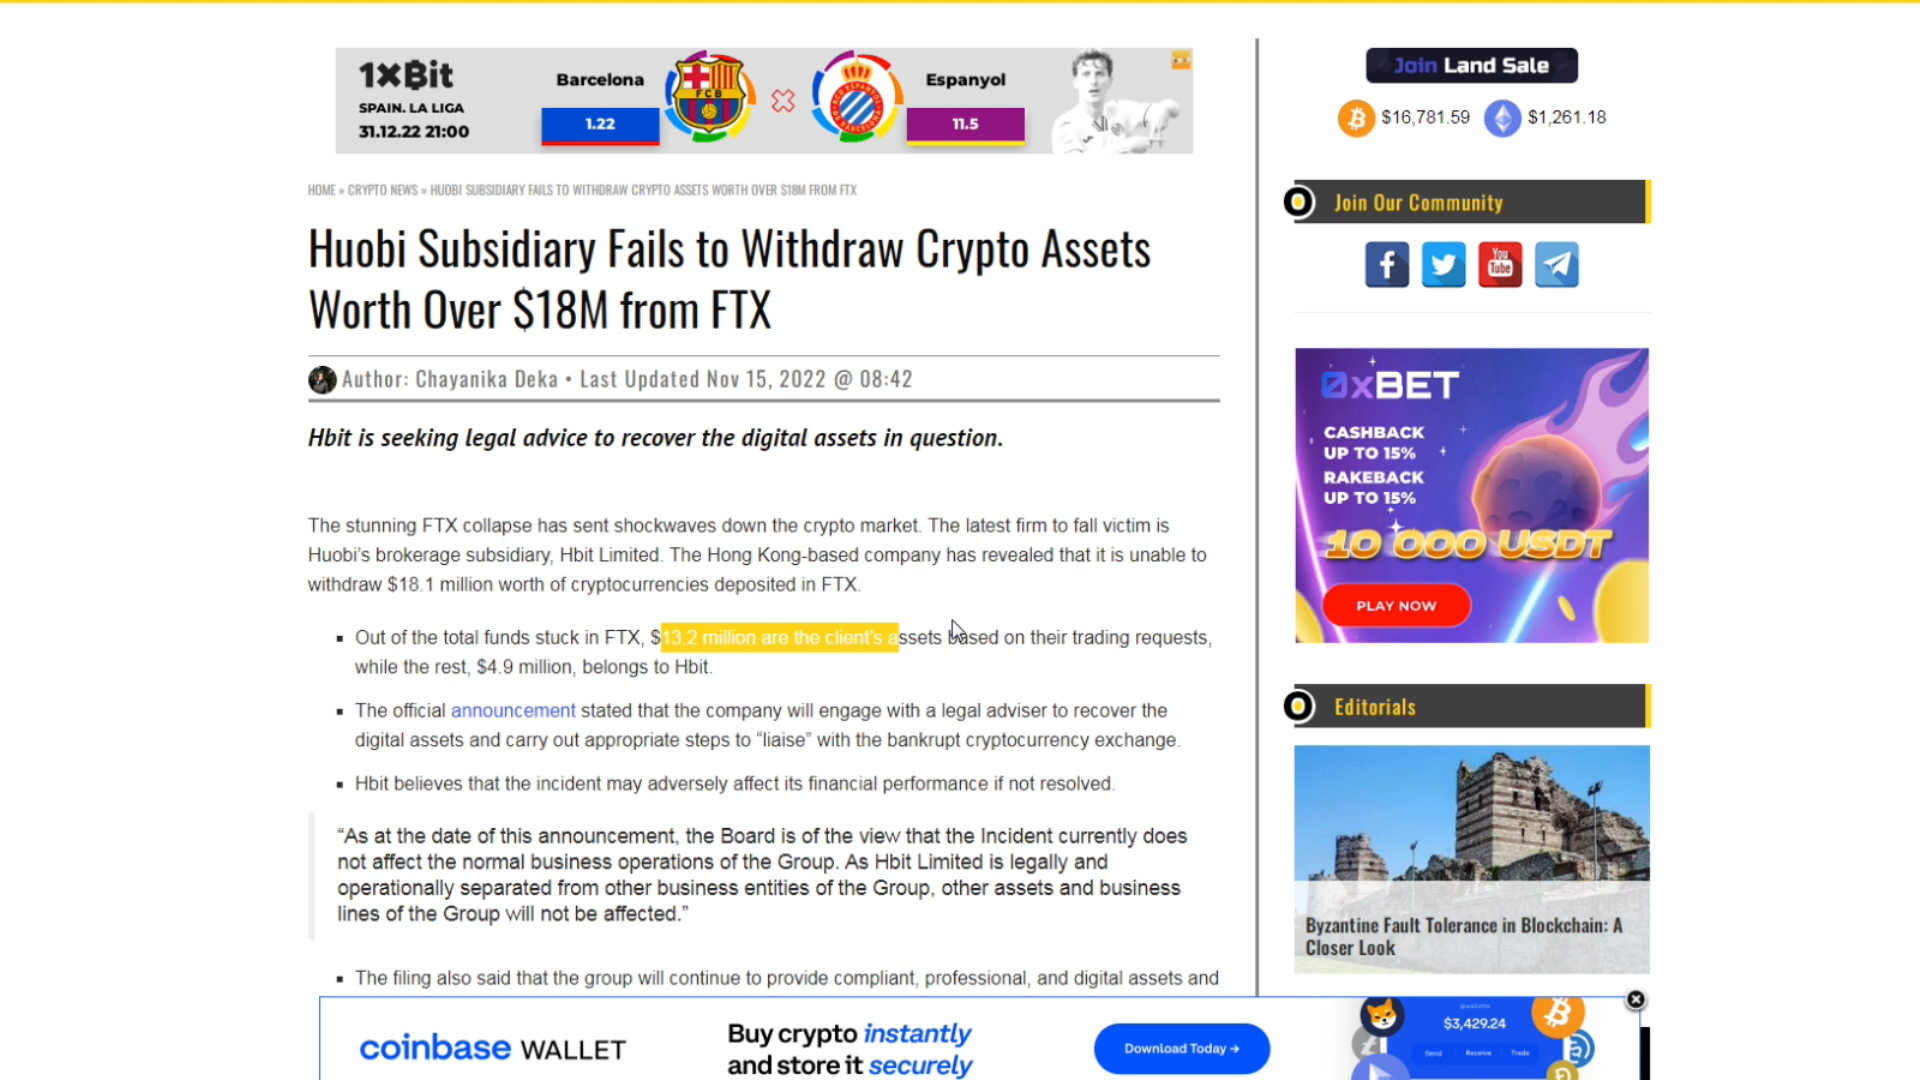 1×Bit
SPAIN. LA LIGA
31.12.22 21:00
Barcelona
1.22
FCB
Espanyol
11.5
Join Land Sale
$16,781.59
$1,261.18
HOME » CRYPTO NEWS » HUOBI SUBSIDIARY FAILS TO WITHDRAW CRYPTO ASSETS WORTH OVER $18M FROM FTX
Huobi Subsidiary Fails to Withdraw Crypto Assets
Worth Over $18M from FTX
Author: Chayanika Deka • Last Updated Nov 15, 2022 @ 08:42
Hbit is seeking legal advice to recover the digital assets in question.
The stunning FTX collapse has sent shockwaves down the crypto market. The latest firm to fall victim is
Huobi's brokerage subsidiary, Hbit Limited. The Hong Kong-based company has revealed that it is unable to
withdraw $18.1 million worth of cryptocurrencies deposited in FTX.
▪ Out of the total funds stuck in FTX, $13.2 million are the client's assets based on their trading requests,
while the rest, $4.9 million, belongs to Hbit.
▪ The official announcement stated that the company will engage with a legal adviser to recover the
digital assets and carry out appropriate steps to “liaise” with the bankrupt cryptocurrency exchange.
▪ Hbit believes that the incident may adversely affect its financial performance if not resolved.
“As at the date of this announcement, the Board is of the view that the Incident currently does
not affect the normal business operations of the Group. As Hbit Limited is legally and
operationally separated from other business entities of the Group, other assets and business
lines of the Group will not be affected.”
▪ The filing also said that the group will continue to provide compliant, professional, and digital assets and
Join Our Community
You
Tube
0xBET
CASHBACK
UP TO 15%
RAKEBACK
UP TO 15%
10 000 USDT
PLAY NOW
Editorials
Byzantine Fault Tolerance in Blockchain: A
Closer Look
coinbase WALLET
Buy crypto instantly
and store it securely
Download Today →
$3,429.24
Send
Receive
Trade